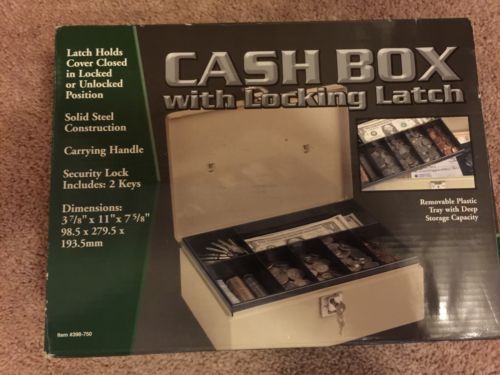 Latch Holds
Cover Closed
in Locked
or Unlocked
Position
Solid Steel
Construction
Carrying Handle
Security Lock
Includes: 2 Keys
Dimensions:
3 7/8" x 11" x 7 5/8"
98.5 x 279.5 x
193.5mm
Item #398-750
CASH BOX
with Locking Latch
Removable Plastic
Tray with Deep
Storage Capacity